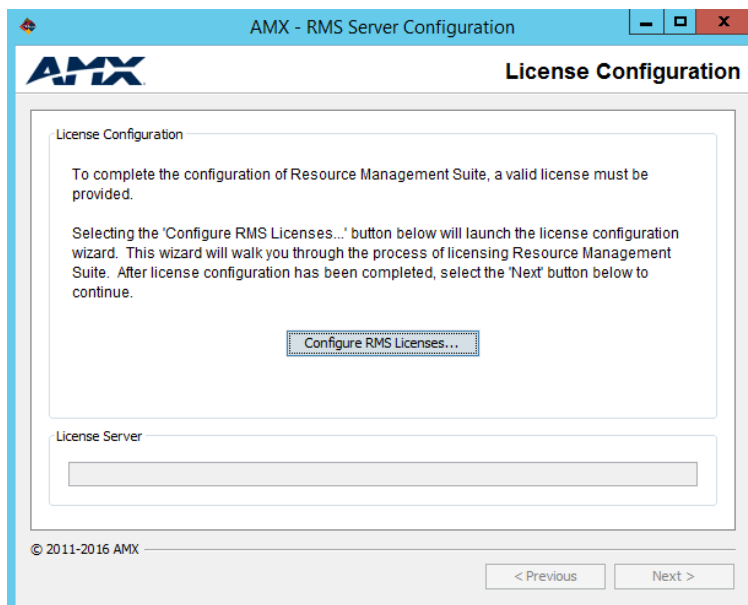 AMX - RMS Server Configuration
AMX
License Configuration
License Configuration
To complete the configuration of Resource Management Suite, a valid license must be
provided.
Selecting the 'Configure RMS Licenses...' button below will launch the license configuration
wizard. This wizard will walk you through the process of licensing Resource Management
Suite. After license configuration has been completed, select the 'Next' button below to
continue.
Configure RMS Licenses...
License Server
© 2011-2016 AMX
< Previous
Next >